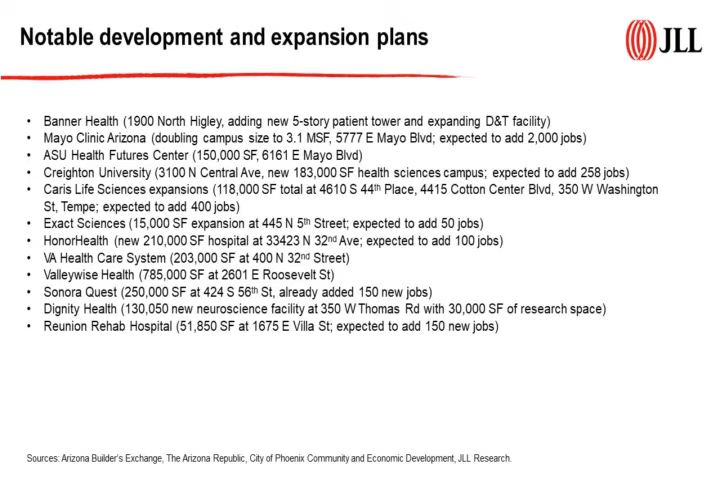 Notable development and expansion plans
JLL
• Banner Health (1900 North Higley, adding new 5-story patient tower and expanding D&T facility)
• Mayo Clinic Arizona (doubling campus size to 3.1 MSF, 5777 E Mayo Blvd; expected to add 2,000 jobs)
• ASU Health Futures Center (150,000 SF, 6161 E Mayo Blvd)
• Creighton University (3100 N Central Ave, new 183,000 SF health sciences campus; expected to add 258 jobs)
• Caris Life Sciences expansions (118,000 SF total at 4610 S 44th Place, 4415 Cotton Center Blvd, 350 W Washington
St, Tempe; expected to add 400 jobs)
• Exact Sciences (15,000 SF expansion at 445 N 5th Street; expected to add 50 jobs)
• HonorHealth (new 210,000 SF hospital at 33423 N 32nd Ave; expected to add 100 jobs)
• VA Health Care System (203,000 SF at 400 N 32nd Street)
• Valleywise Health (785,000 SF at 2601 E Roosevelt St)
• Sonora Quest (250,000 SF at 424 S 56th St, already added 150 new jobs)
• Dignity Health (130,050 new neuroscience facility at 350 W Thomas Rd with 30,000 SF of research space)
• Reunion Rehab Hospital (51,850 SF at 1675 E Villa St; expected to add 150 new jobs)
Sources: Arizona Builder's Exchange, The Arizona Republic, City of Phoenix Community and Economic Development, JLL Research.